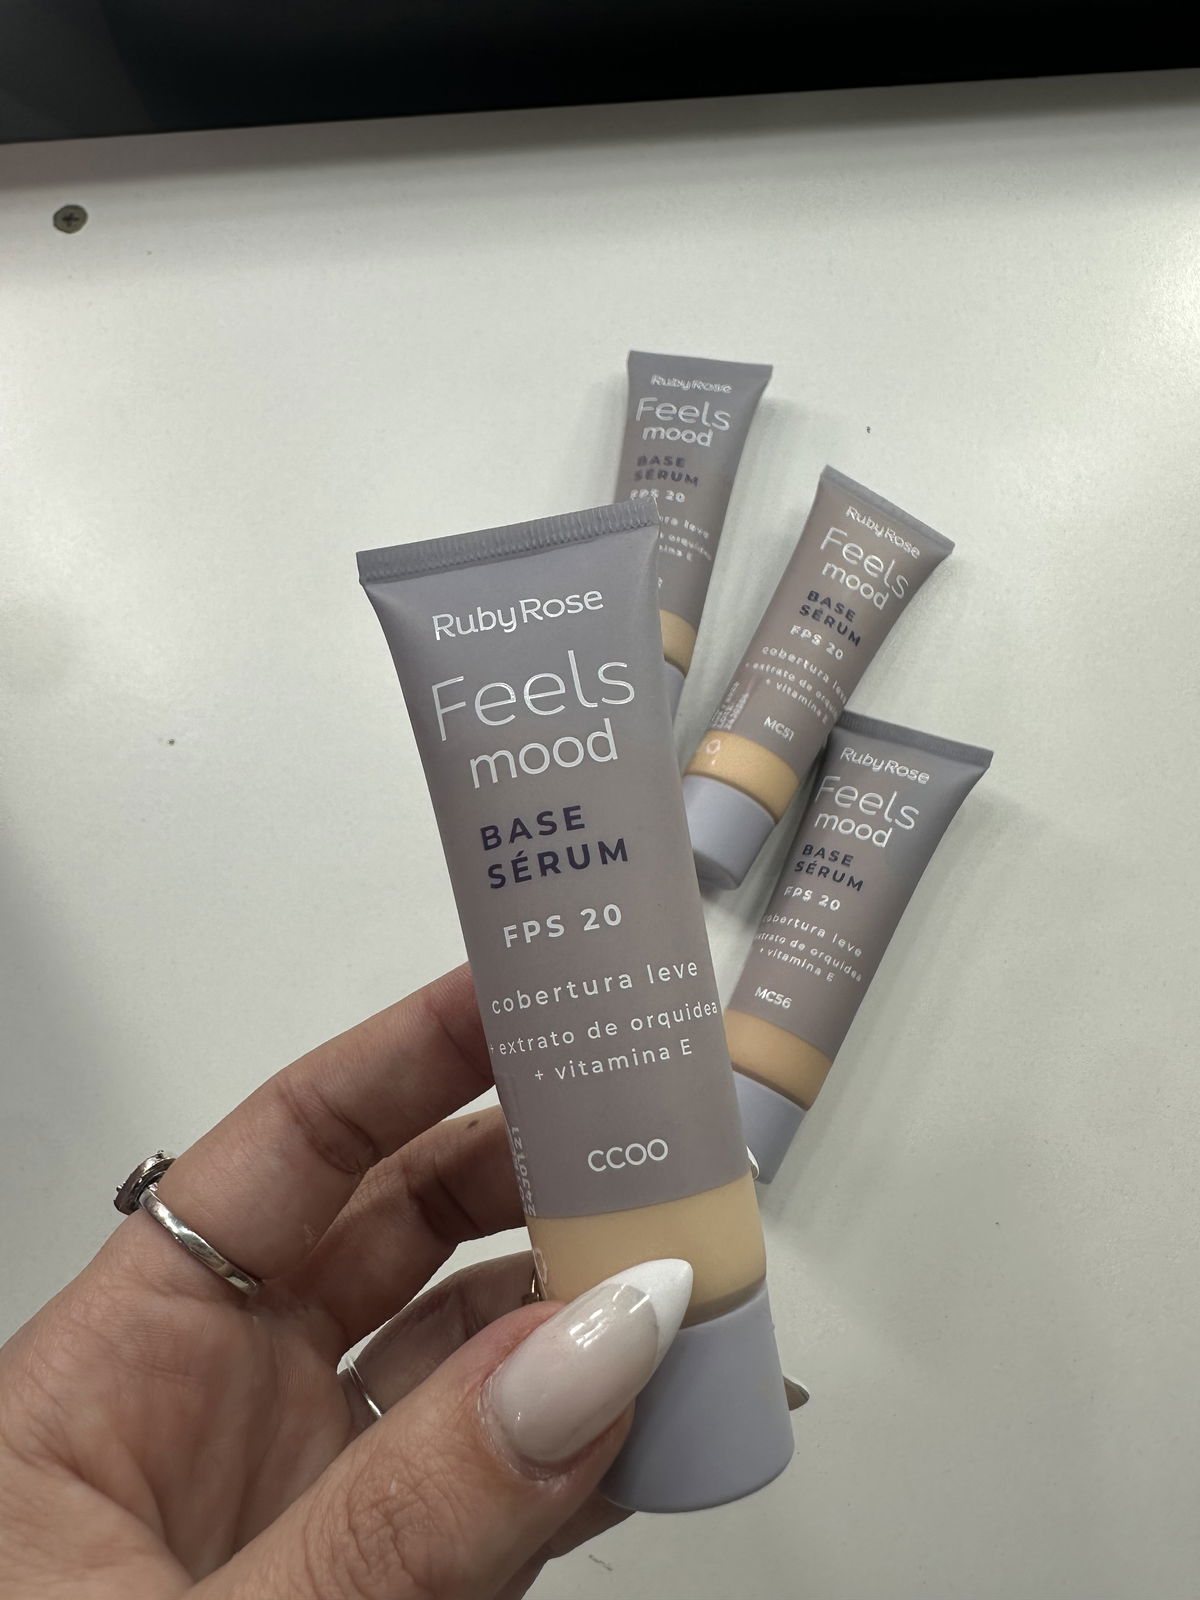 RubyRose
Feels
mood
BASE
SÉRUM
FPS 20
cobertura leve
+ extrato de orquídea
+ vitamina E
CC00
RubyRose
Feels
mood
BASE
SÉRUM
FPS 20
leve
RubyRose
Feels
mood
BASE
SÉRUM
FPS 20
cobertura leve
+ extrato de
+ vitamina E
MC51
RubyRose
Feels
mood
BASE
SÉRUM
FPS 20
cobertura leve
extrato de orquídea
+ vitamina E
MC56